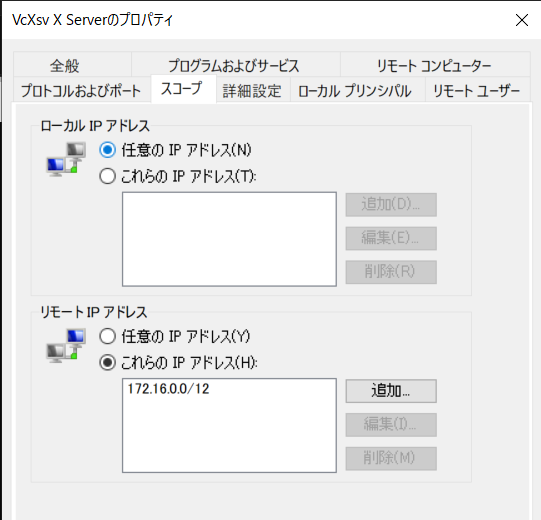 VcXsv X Serverのプロパティ
全般
プログラムおよびサービス
リモート コンピューター
プロトコルおよびポート
スコープ
詳細設定
ローカル プリンシパル
リモート ユーザー
ローカル IP アドレス
任意の IP アドレス(N)
これらの IP アドレス(T):
追加(D)...
編集(E)...
削除(R)
リモート IP アドレス
任意の IP アドレス(Y)
これらの IP アドレス(H):
172.16.0.0/12
追加...
編集(I)...
削除(M)